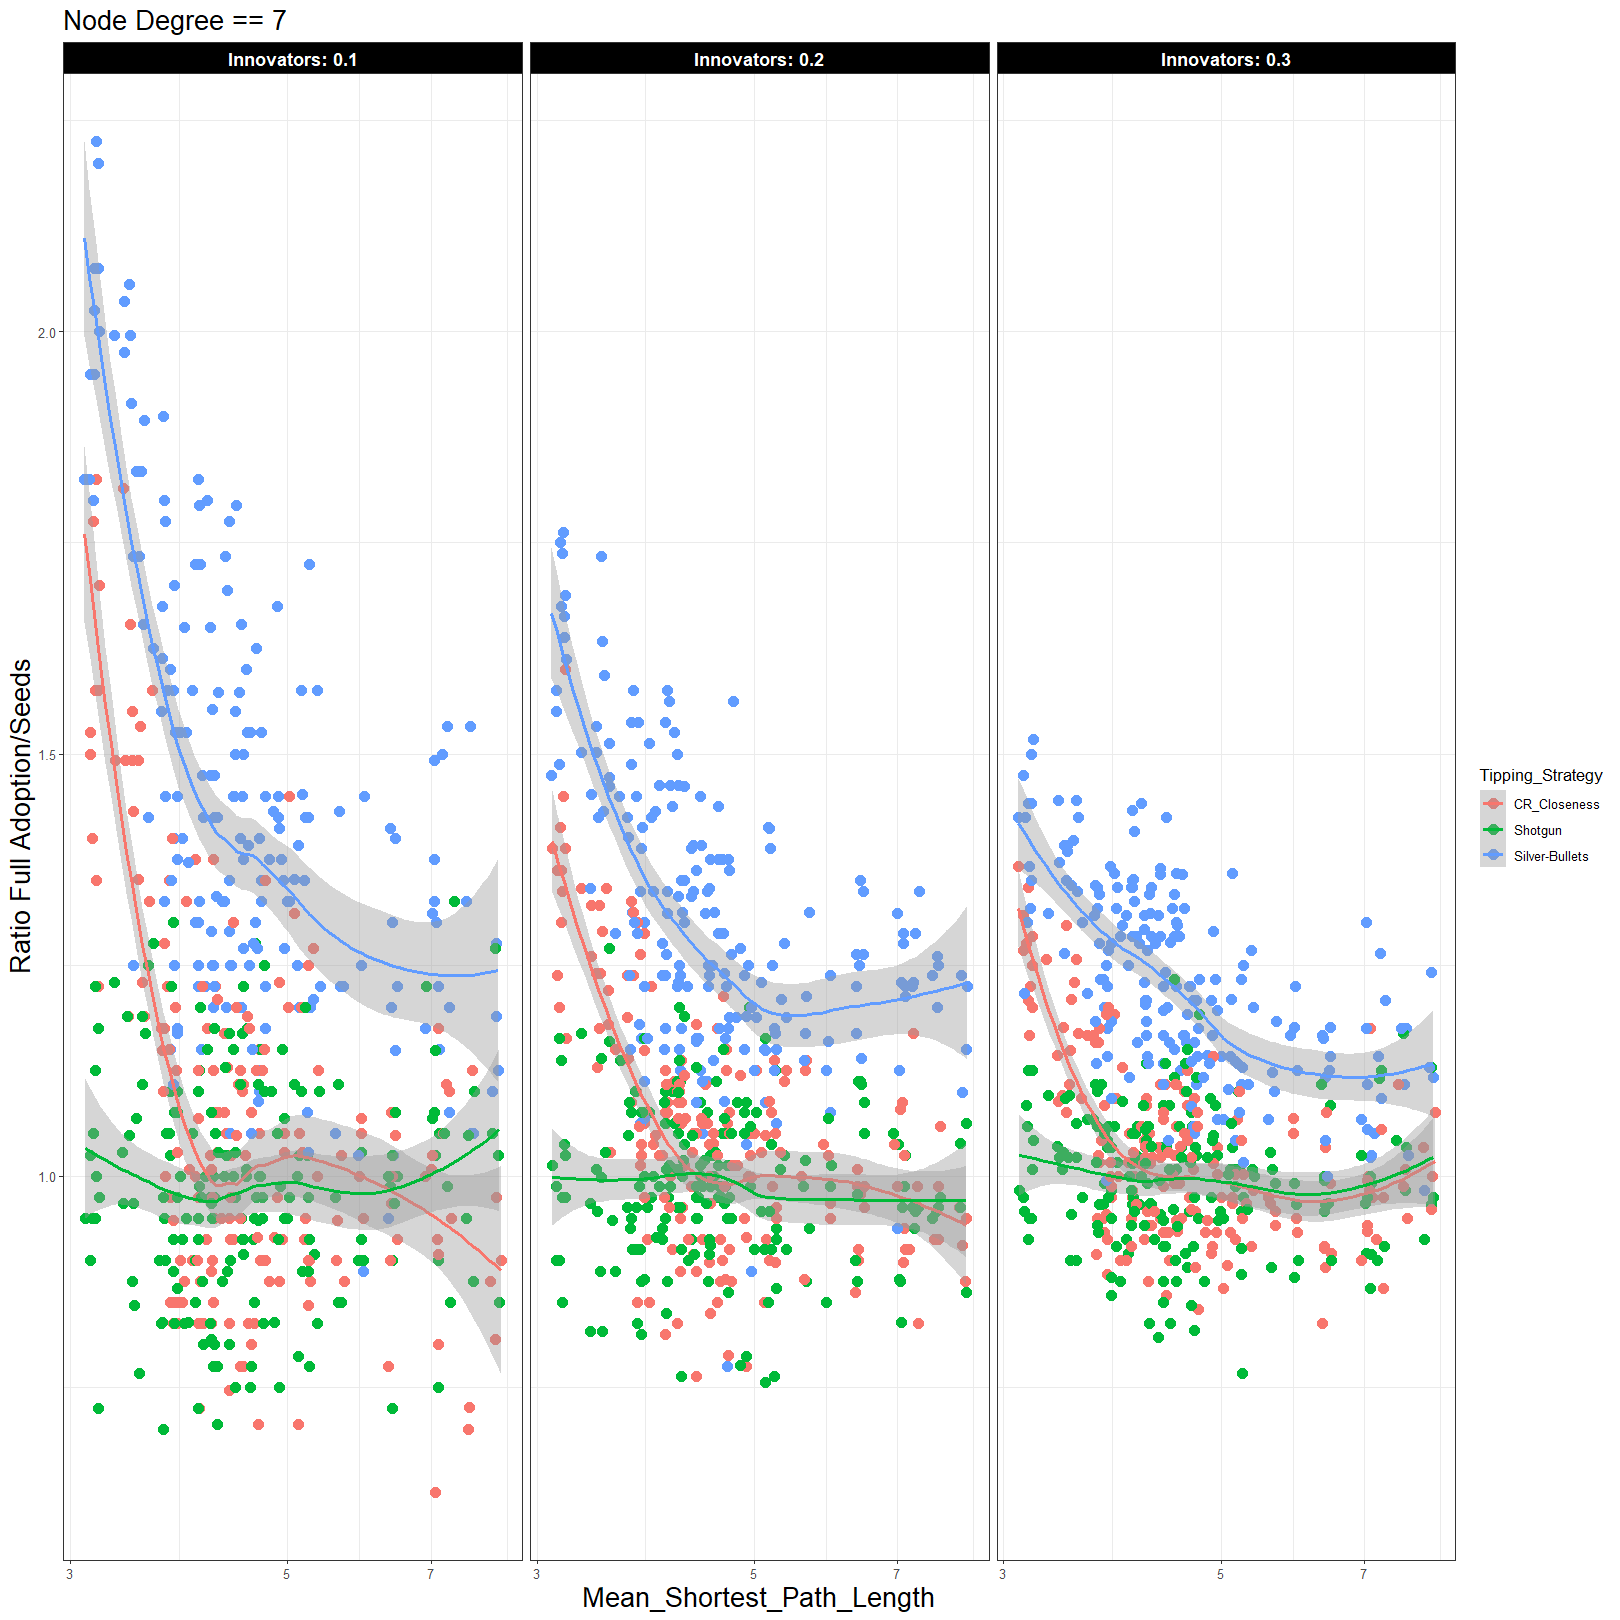 Node Degree == 7
Innovators: 0.1
Innovators: 0.2
Innovators: 0.3
Ratio Full Adoption/Seeds
2.0
1.5
1.0
3 5 7
3 5 7
3 5 7
Mean_Shortest_Path_Length
Tipping_Strategy
CR_Closeness
Shotgun
Silver-Bullets